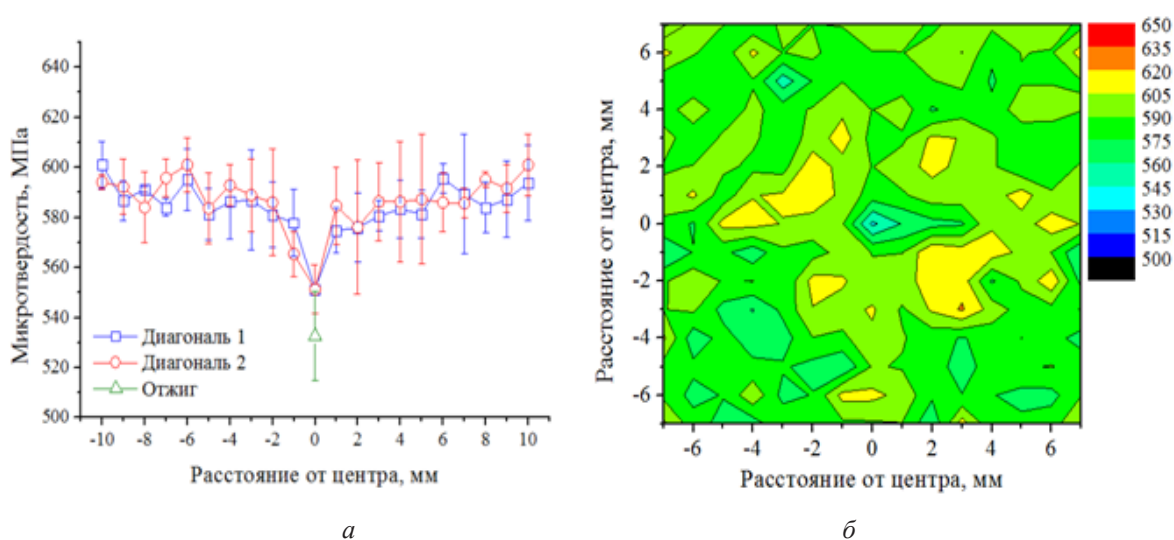 Микротвердость, МПа
640
620
600
580
560
540
520
500
-10 -8 -6 -4 -2 0 2 4 6 8 10
Диагональ 1
Диагональ 2
Отжиг
Расстояние от центра, мм
а
Расстояние от центра, мм
6
4
2
0
-2
-4
-6
-6 -4 -2 0 2 4 6
Расстояние от центра, мм
650
635
620
605
590
575
560
545
530
515
500
б